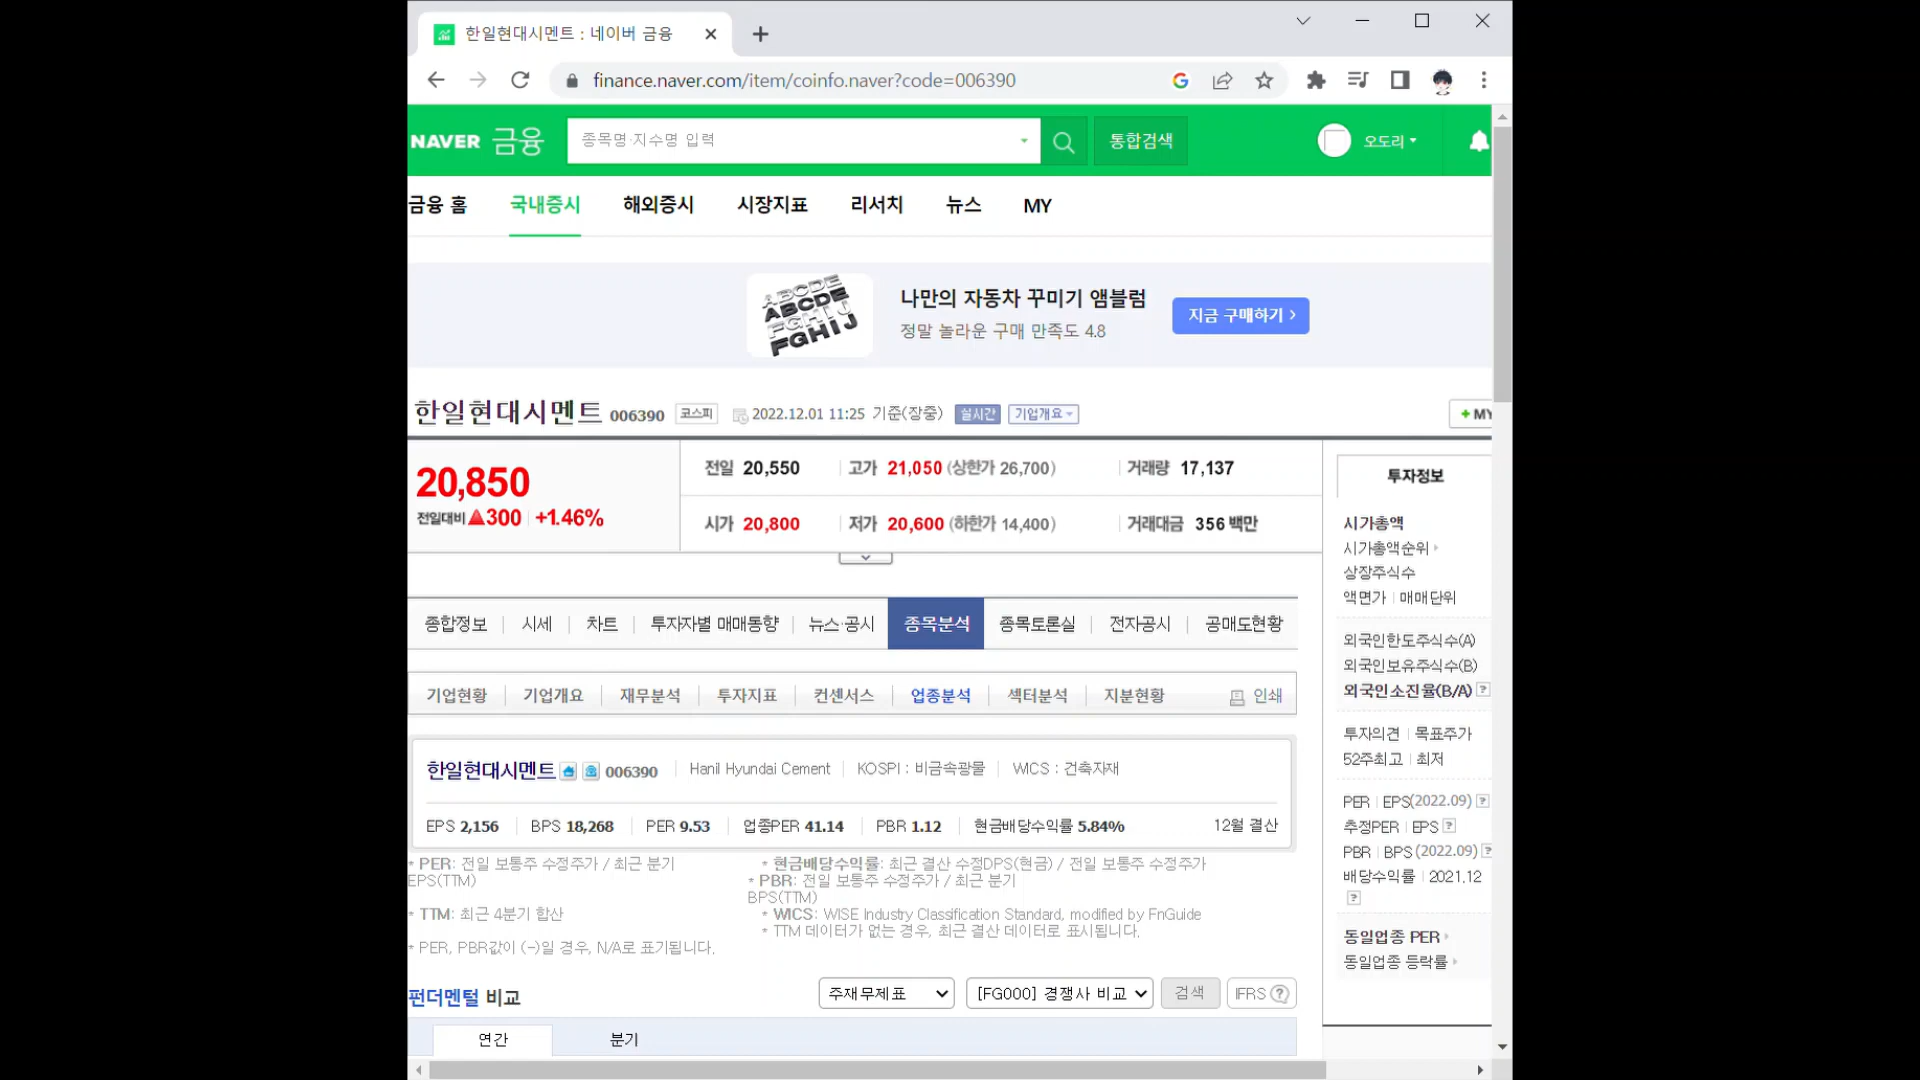 한일현대시멘트 : 네이버 금융
finance.naver.com/item/coinfo.naver?code=006390
NAVER 금융
종목명·지수명 입력
통합검색
오도리
금융 홈 국내증시 해외증시 시장지표 리서치 뉴스 MY
ABCDE
ABCDE
FGHIJ
FGHIJ
나만의 자동차 꾸미기 앰블럼
정말 놀라운 구매 만족도 4.8
지금 구매하기 >
한일현대시멘트 006390 코스피 2022.12.01 11:25 기준(장중) 실시간 기업개요
+ MY
20,850
전일대비 ▲300 +1.46%
전일 20,550 고가 21,050 (상한가 26,700) 거래량 17,137
시가 20,800 저가 20,600 (하한가 14,400) 거래대금 356 백만
종합정보 시세 차트 투자자별 매매동향 뉴스·공시 종목분석 종목토론실 전자공시 공매도현황
기업현황 기업개요 재무분석 투자지표 컨센서스 업종분석 섹터분석 지분현황 인쇄
한일현대시멘트 006390 Hanil Hyundai Cement KOSPI : 비금속광물 WICS : 건축자재
EPS 2,156 BPS 18,268 PER 9.53 업종PER 41.14 PBR 1.12 현금배당수익률 5.84% 12월 결산
* PER: 전일 보통주 수정주가 / 최근 분기
EPS(TTM)
* TTM: 최근 4분기 합산
* PER, PBR값이 (-)일 경우, N/A로 표기됩니다.
* 현금배당수익률: 최근 결산 수정DPS(현금) / 전일 보통주 수정주가
* PBR: 전일 보통주 수정주가 / 최근 분기
BPS(TTM)
* WICS: WISE Industry Classification Standard, modified by FnGuide
* TTM 데이터가 없는 경우, 최근 결산 데이터로 표시됩니다.
펀더멘털 비교
주재무제표 [FG000] 경쟁사 비교 검색 IFRS ?
연간 분기
투자정보
시가총액
시가총액순위
상장주식수
액면가 매매단위
외국인한도주식수(A)
외국인보유주식수(B)
외국인소진율(B/A) ?
투자의견 목표주가
52주최고 최저
PER EPS(2022.09) ?
추정PER EPS ?
PBR BPS (2022.09) ?
배당수익률 2021.12
?
동일업종 PER
동일업종 등락률